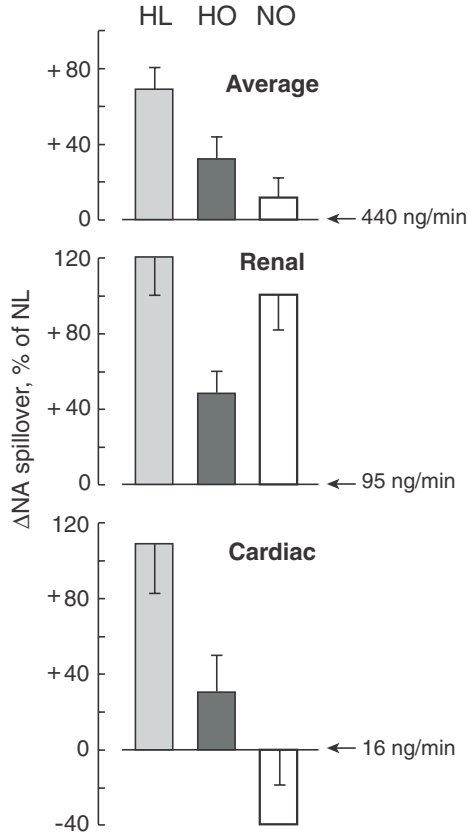 HL HO NO
+ 80
Average
+ 40
0
440 ng/min
120
Renal
+ 80
+ 40
0
95 ng/min
ΔNA spillover, % of NL
120
Cardiac
+ 80
+ 40
0
16 ng/min
-40